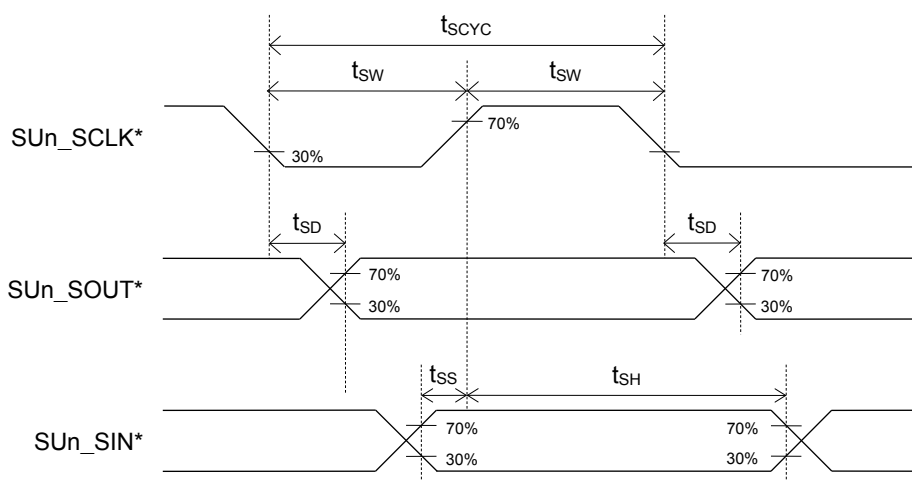 tSCYC
tSW tSW
SUn_SCLK*
70%
30%
tSD tSD
SUn_SOUT*
70% 70%
30% 30%
tSS tSH
SUn_SIN*
70% 70%
30% 30%